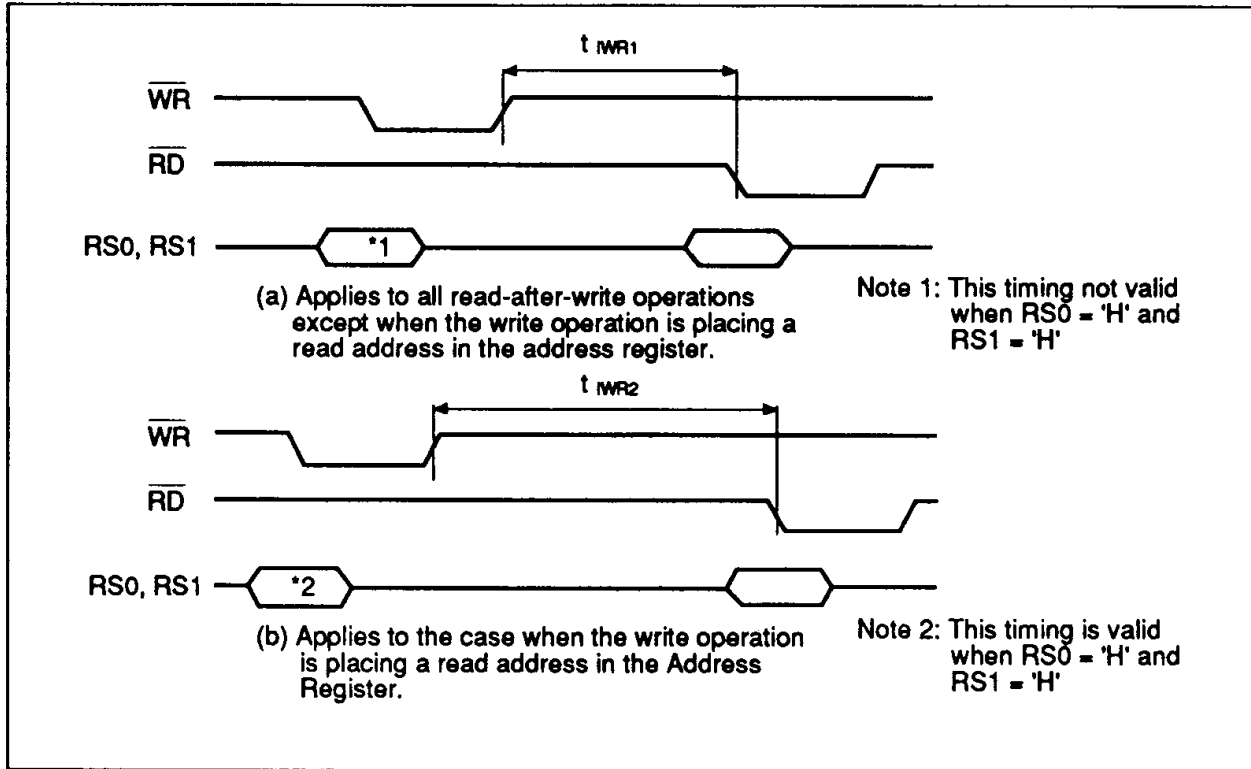 t IWR1
WR
RD
RS0, RS1
*1
(a) Applies to all read-after-write operations
except when the write operation is placing a
read address in the address register.
Note 1: This timing not valid
when RS0 = 'H' and
RS1 = 'H'
t IWR2
WR
RD
RS0, RS1
*2
(b) Applies to the case when the write operation
is placing a read address in the Address
Register.
Note 2: This timing is valid
when RS0 = 'H' and
RS1 = 'H'